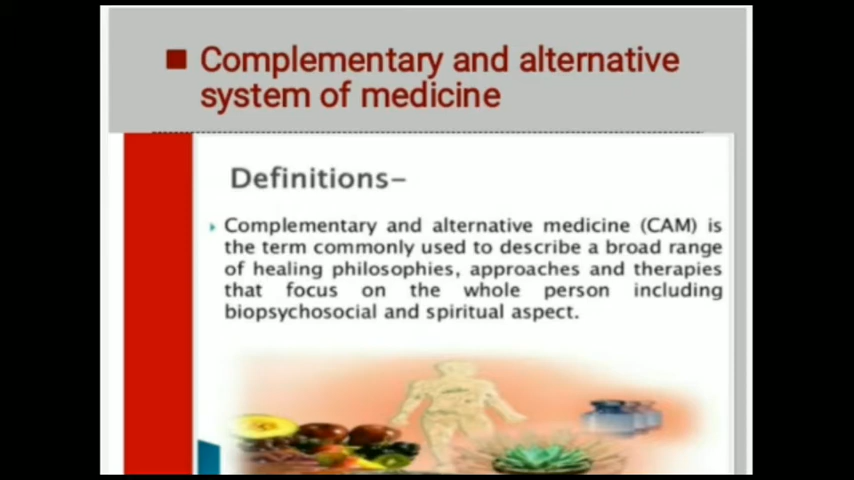 Complementary and alternative
system of medicine
Definitions-
Complementary and alternative medicine (CAM) is
the term commonly used to describe a broad range
of healing philosophies, approaches and therapies
that focus on the whole person including
biopsychosocial and spiritual aspect.